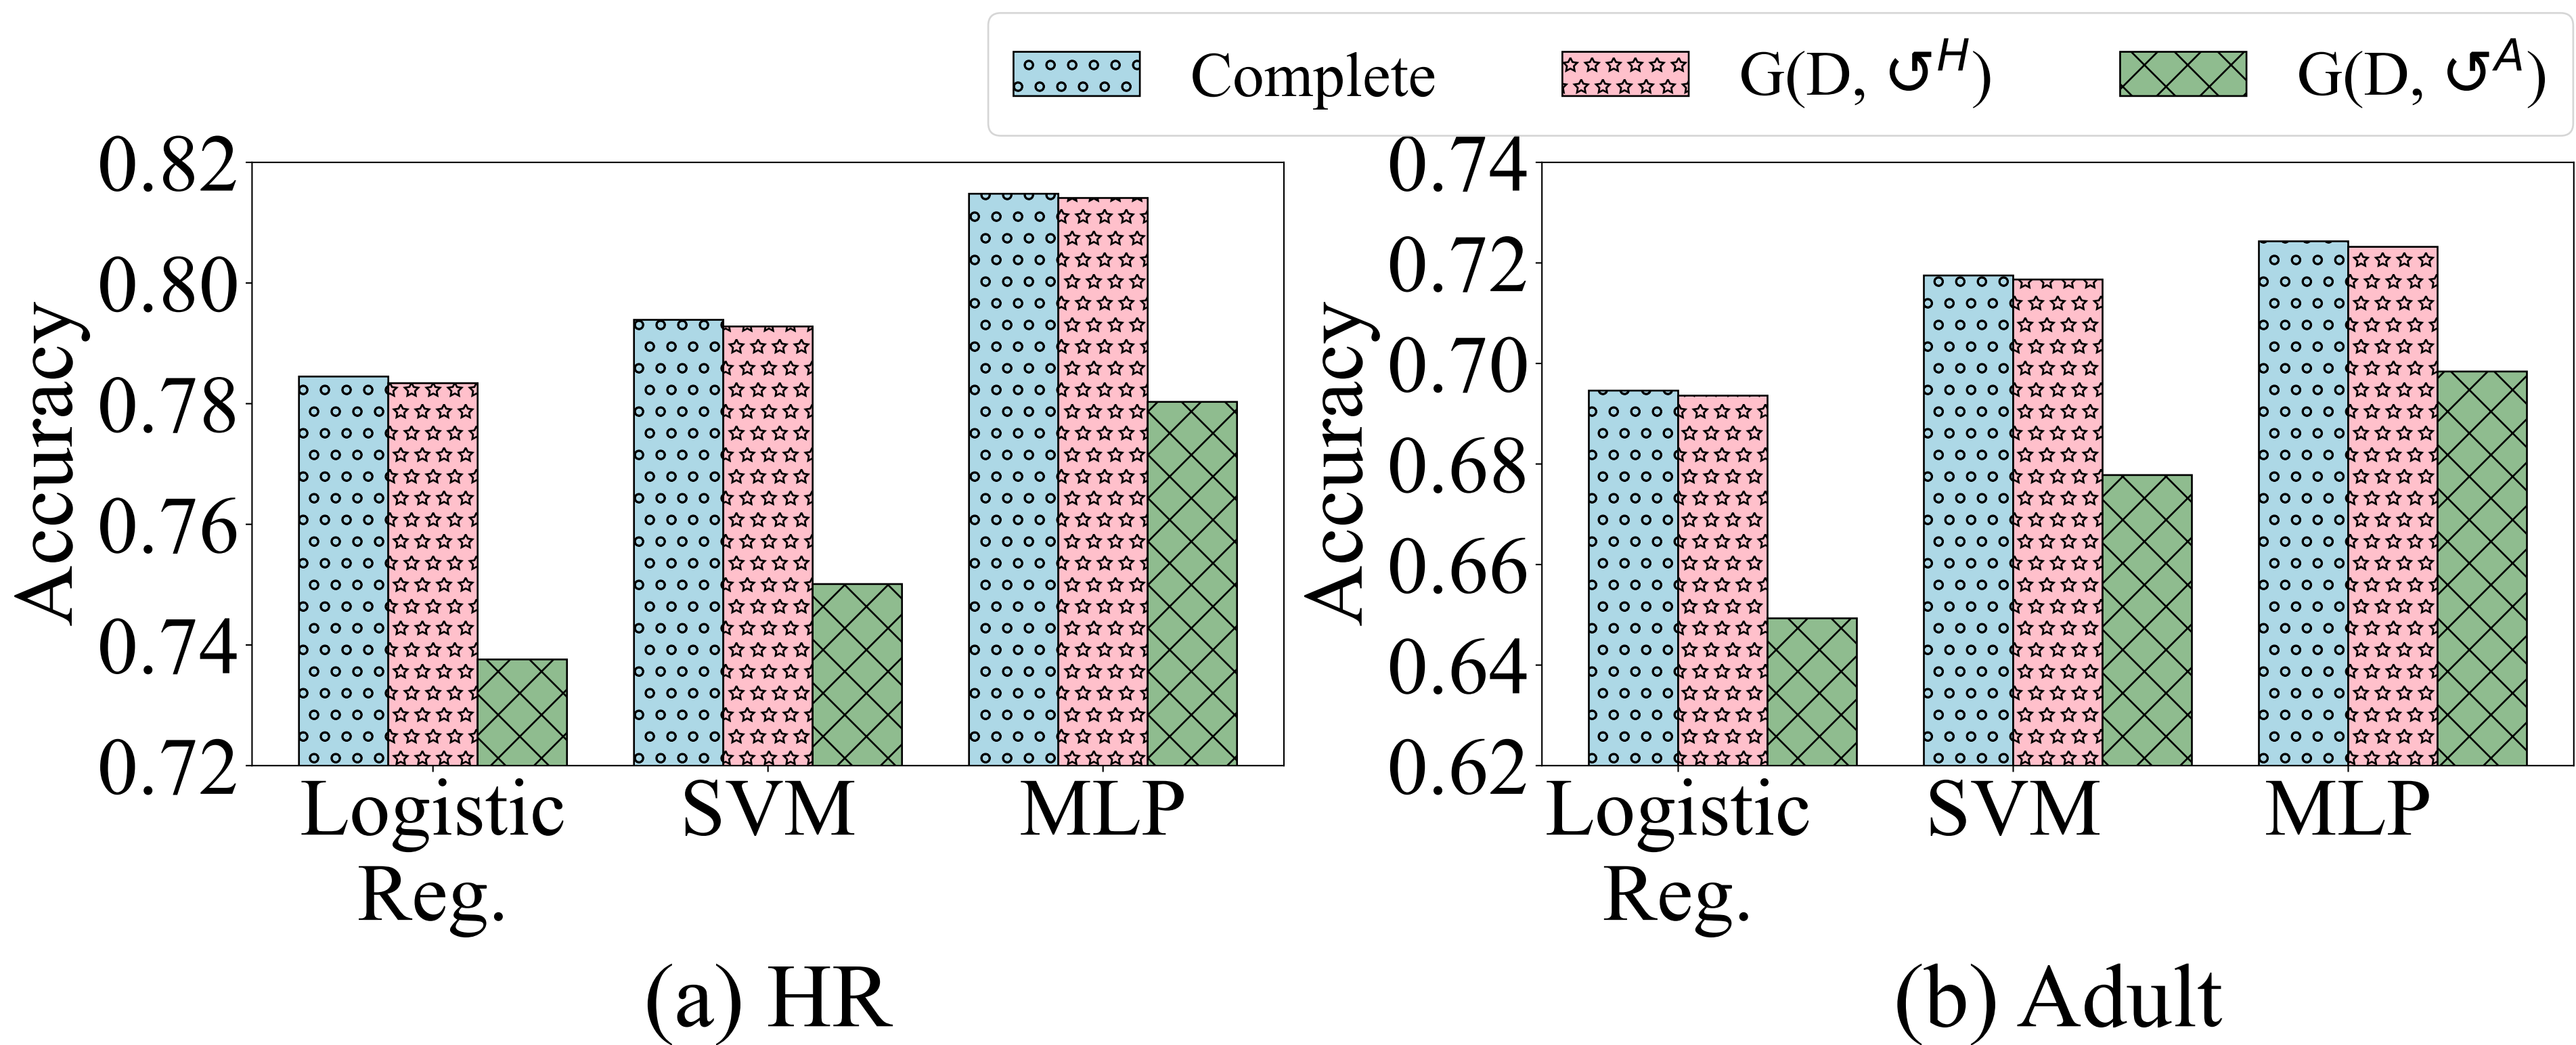 Complete G(D, ↺^H) G(D, ↺^A)
Accuracy
0.82
0.80
0.78
0.76
0.74
0.72
Logistic Reg.
SVM
MLP
(a) HR
Accuracy
0.74
0.72
0.70
0.68
0.66
0.64
0.62
Logistic Reg.
SVM
MLP
(b) Adult